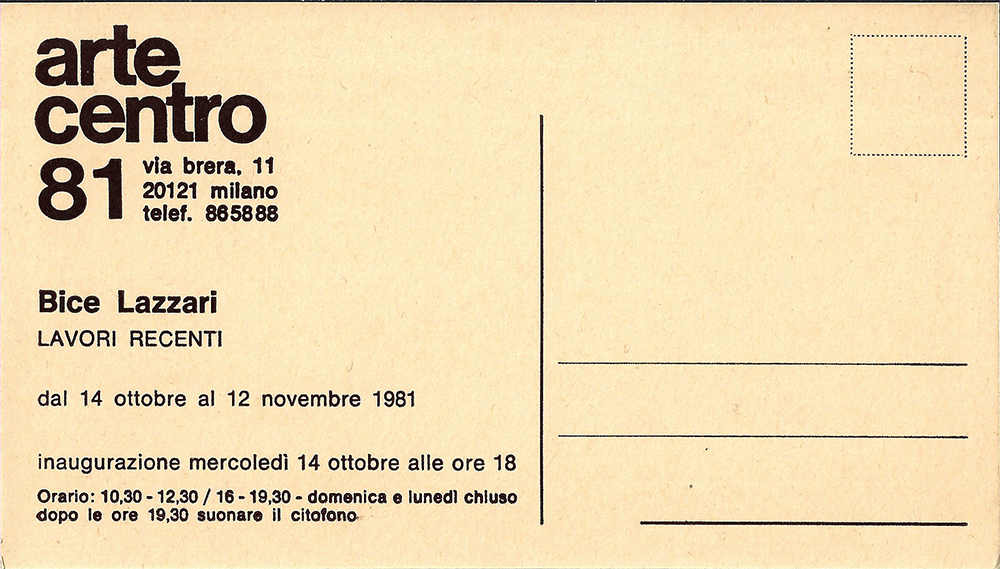 arte
centro
81
via brera, 11
20121 milano
telef. 865888
Bice Lazzari
LAVORI RECENTI
dal 14 ottobre al 12 novembre 1981
inaugurazione mercoledì 14 ottobre alle ore 18
Orario: 10,30 - 12,30 / 16 - 19,30 - domenica e lunedì chiuso
dopo le ore 19,30 suonare il citofono